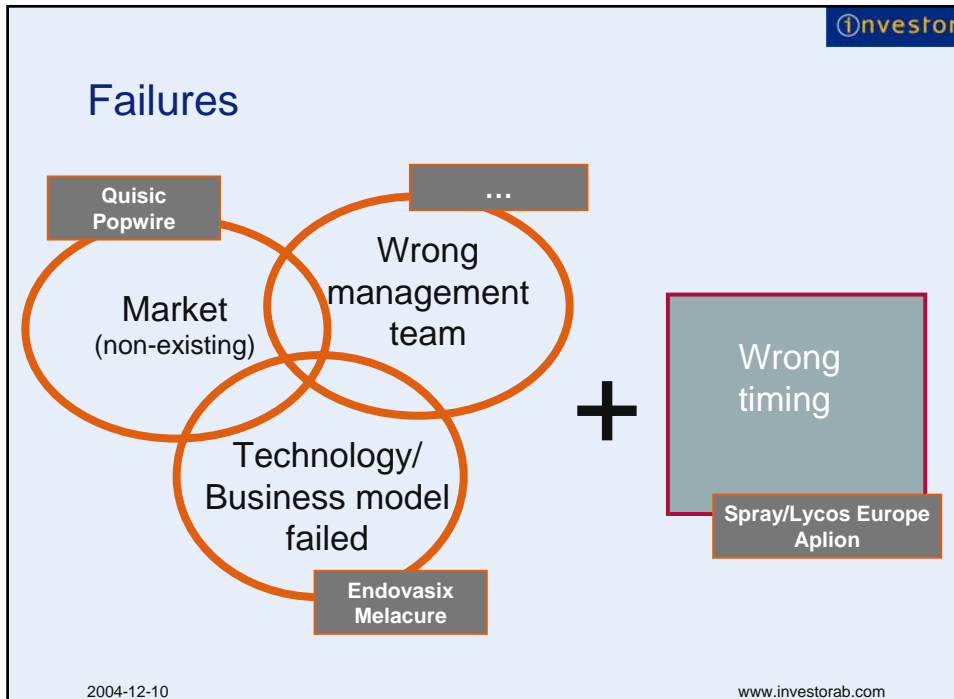 investor
Failures
Quisic
Popwire
...
Market
(non-existing)
Wrong
management
team
Technology/
Business model
failed
Endovasix
Melacure
+
Wrong
timing
Spray/Lycos Europe
Aplion
2004-12-10
www.investorab.com